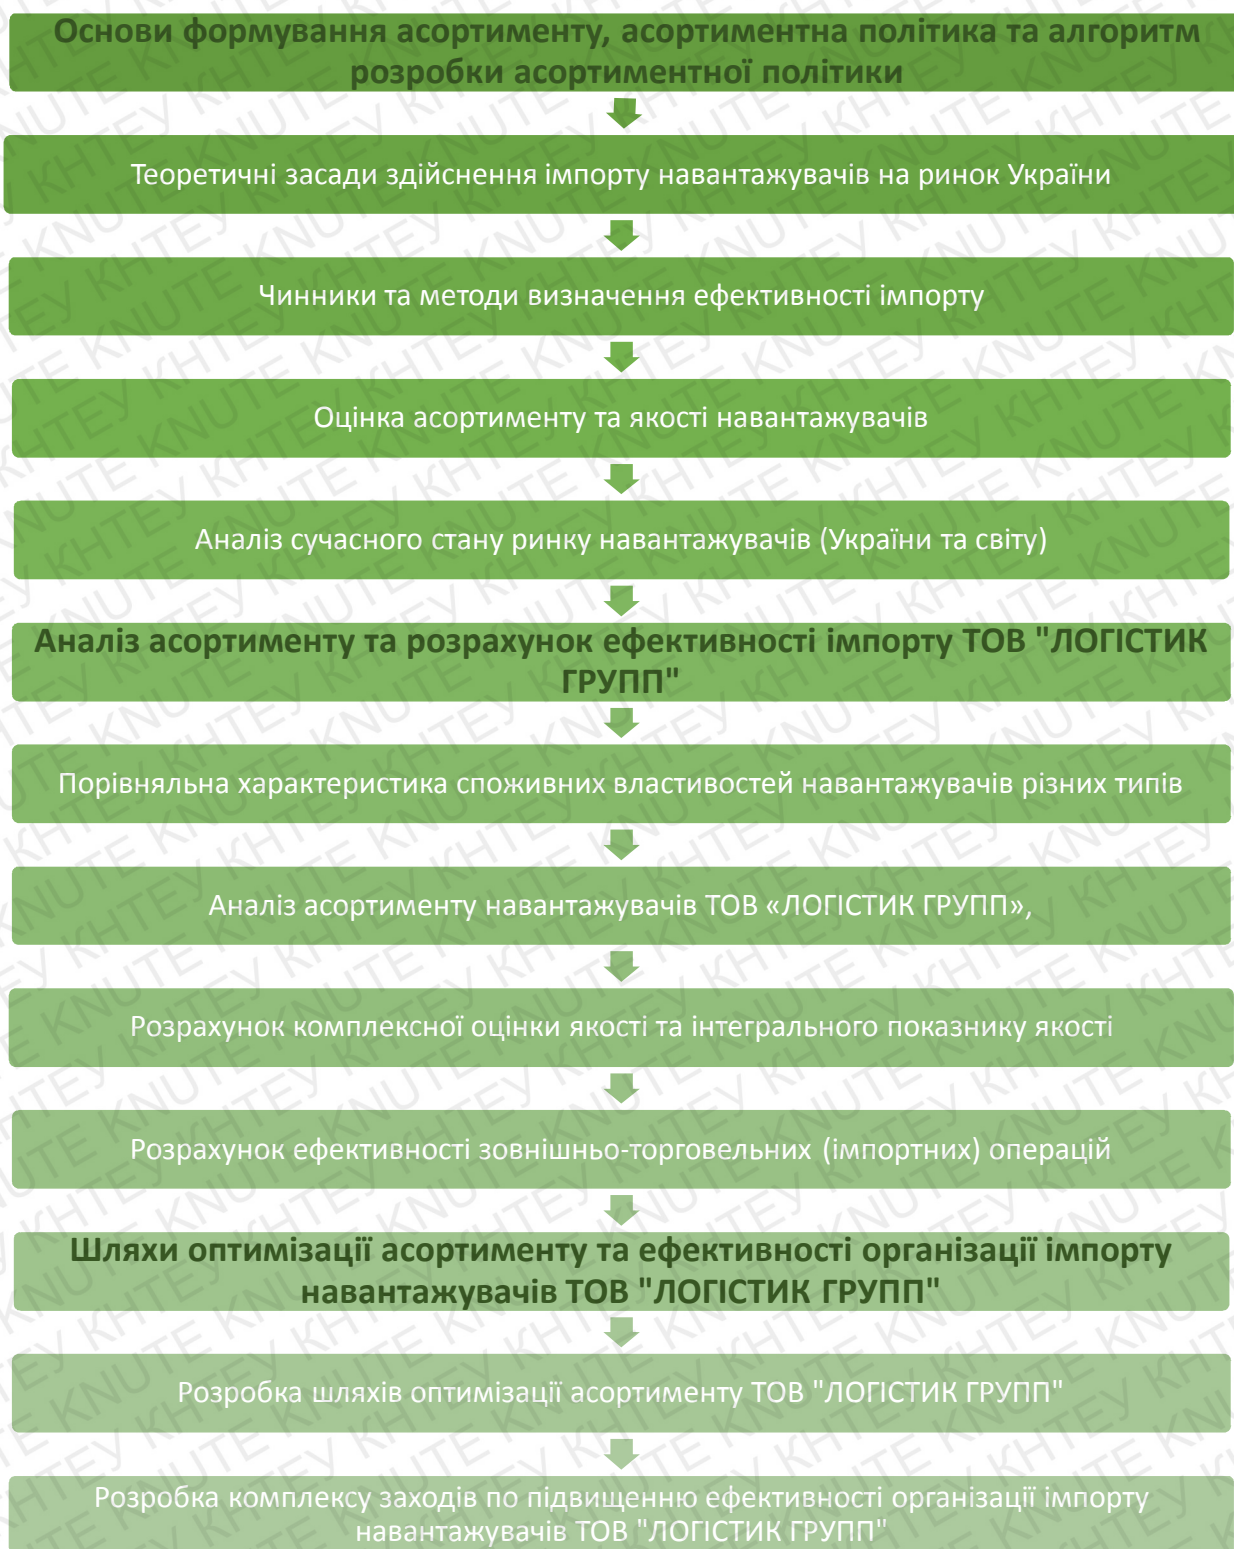 Основи формування асортименту, асортиментна політика та алгоритм
розробки асортиментної політики
Теоретичні засади здійснення імпорту навантажувачів на ринок України
Чинники та методи визначення ефективності імпорту
Оцінка асортименту та якості навантажувачів
Аналіз сучасного стану ринку навантажувачів (України та світу)
Аналіз асортименту та розрахунок ефективності імпорту ТОВ "ЛОГІСТИК
ГРУПП"
Порівняльна характеристика споживних властивостей навантажувачів різних типів
Аналіз асортименту навантажувачів ТОВ «ЛОГІСТИК ГРУПП»,
Розрахунок комплексної оцінки якості та інтегрального показнику якості
Розрахунок ефективності зовнішньо-торговельних (імпортних) операцій
Шляхи оптимізації асортименту та ефективності організації імпорту
навантажувачів ТОВ "ЛОГІСТИК ГРУПП"
Розробка шляхів оптимізації асортименту ТОВ "ЛОГІСТИК ГРУПП"
Розробка комплексу заходів по підвищенню ефективності організації імпорту
навантажувачів ТОВ "ЛОГІСТИК ГРУПП"